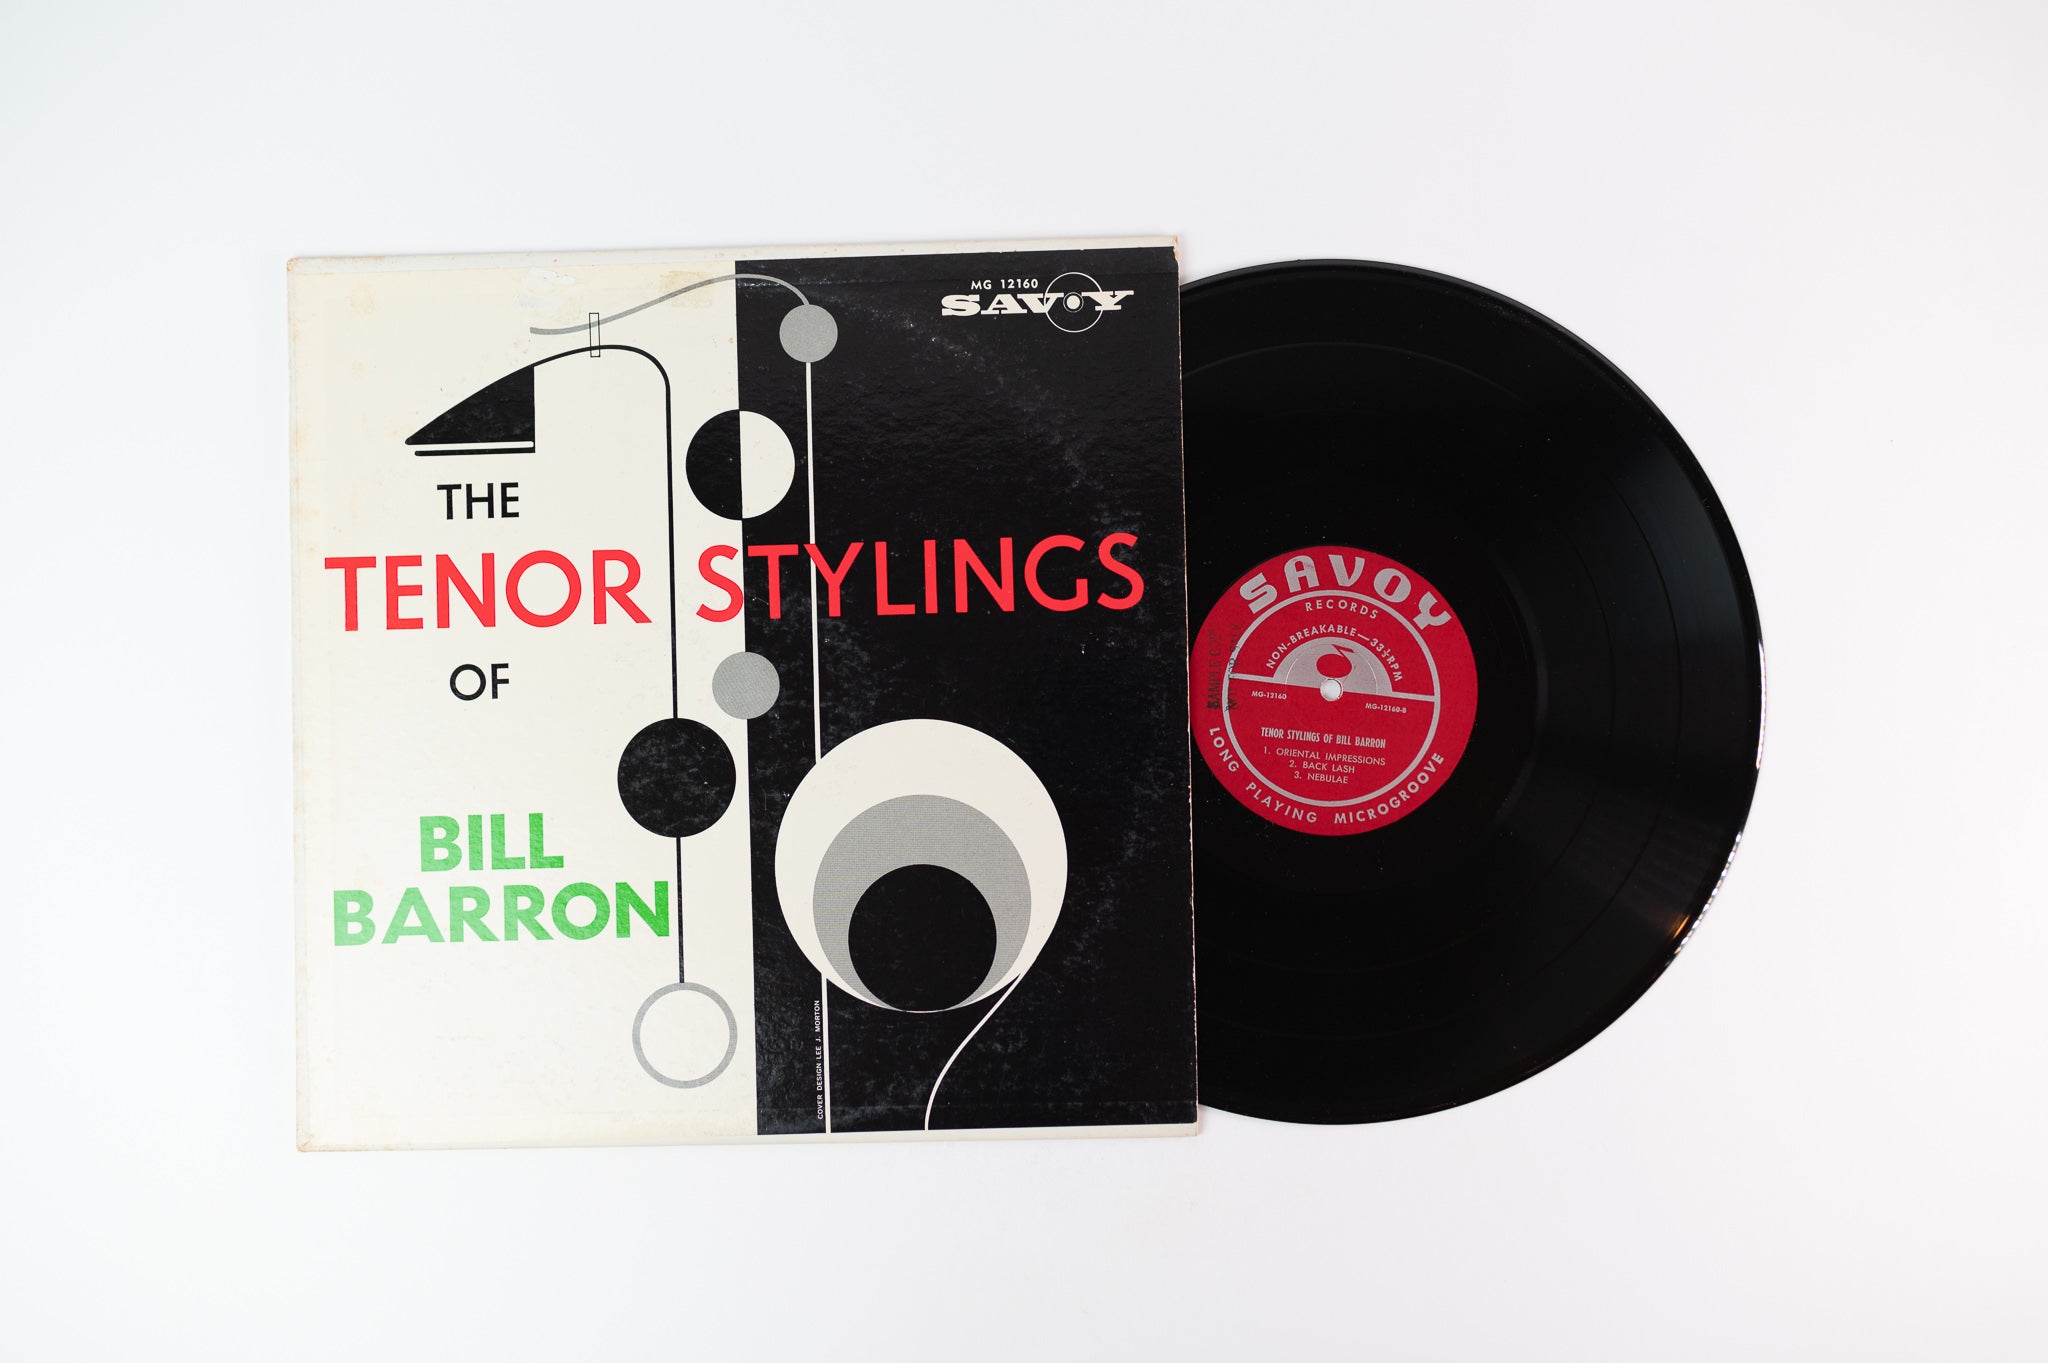 MG 12160
SAVOY
THE
TENOR STYLINGS
OF
BILL
BARRON
COVER DESIGN LEE J. MORTON
SAVOY
RECORDS
NON-BREAKABLE—33⅓RPM
MG-12160
MG-12160-B
TENOR STYLINGS OF BILL BARRON
1. ORIENTAL IMPRESSIONS
2. BACK LASH
3. NEBULAE
LONG PLAYING MICROGROOVE
SAMPLE